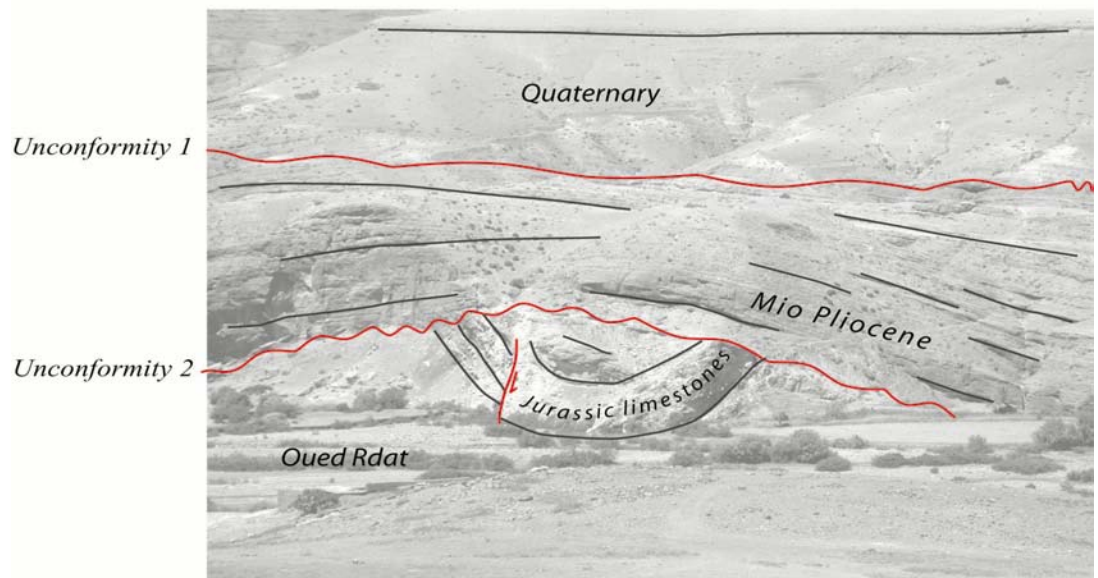 Quaternary
Unconformity 1
Mio Pliocene
Unconformity 2
Jurassic limestones
Oued Rdat